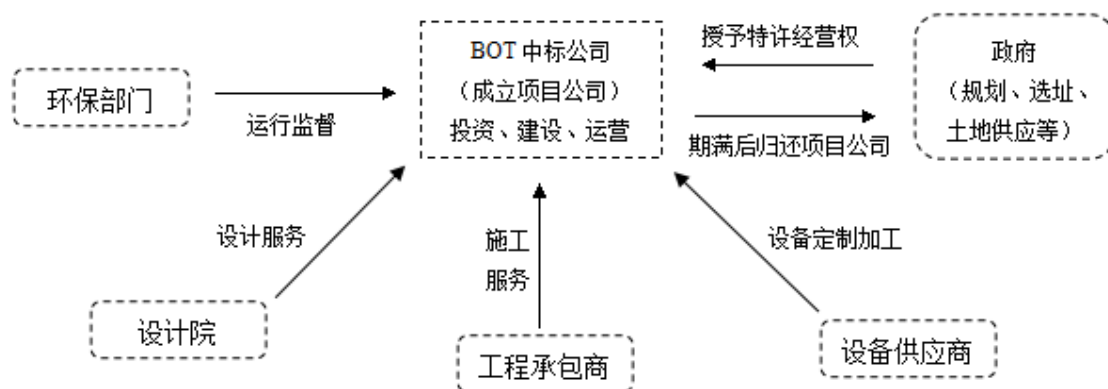 BOT 中标公司
（成立项目公司）
投资、建设、运营
授予特许经营权
期满后归还项目公司
政府
（规划、选址、
土地供应等）
环保部门
运行监督
设计服务
施工
服务
设备定制加工
设计院
工程承包商
设备供应商